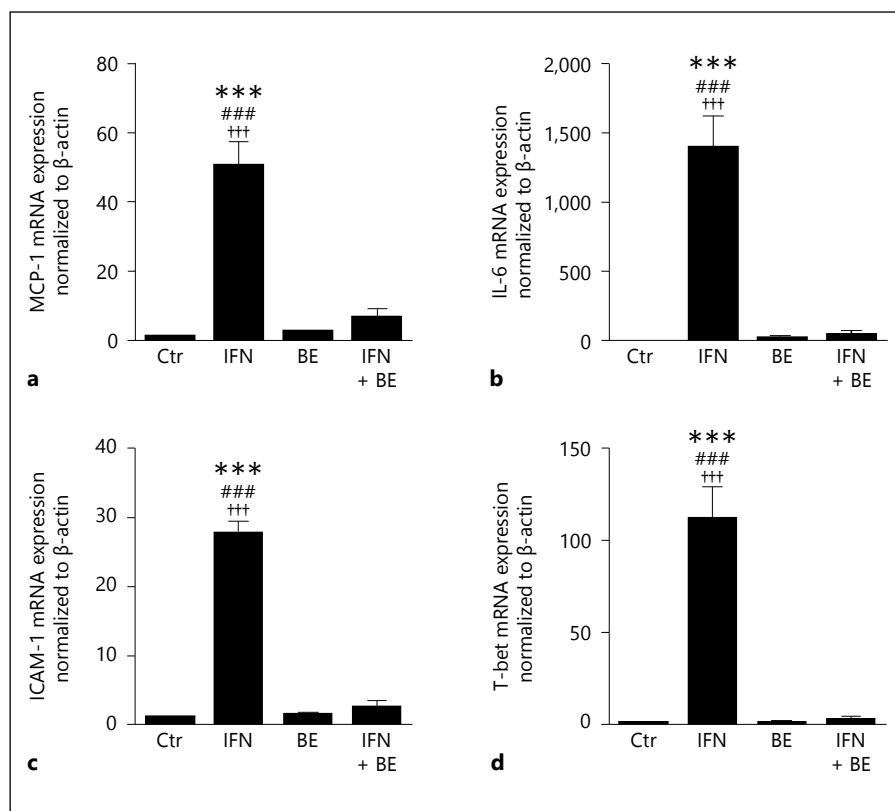 MCP-1 mRNA expression
normalized to β-actin
80
60
40
20
0
***
###
†††
Ctr
IFN
BE
IFN
+ BE
a
IL-6 mRNA expression
normalized to β-actin
2,000
1,500
1,000
500
0
***
###
†††
Ctr
IFN
BE
IFN
+ BE
b
ICAM-1 mRNA expression
normalized to β-actin
40
30
20
10
0
***
###
†††
Ctr
IFN
BE
IFN
+ BE
c
T-bet mRNA expression
normalized to β-actin
150
100
50
0
***
###
†††
Ctr
IFN
BE
IFN
+ BE
d